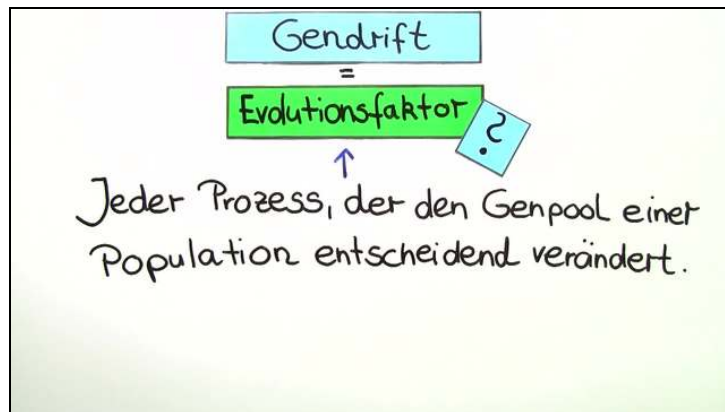 Gendrift
=
Evolutionsfaktor
?
Jeder Prozess, der den Genpool einer
Population entscheidend verändert.